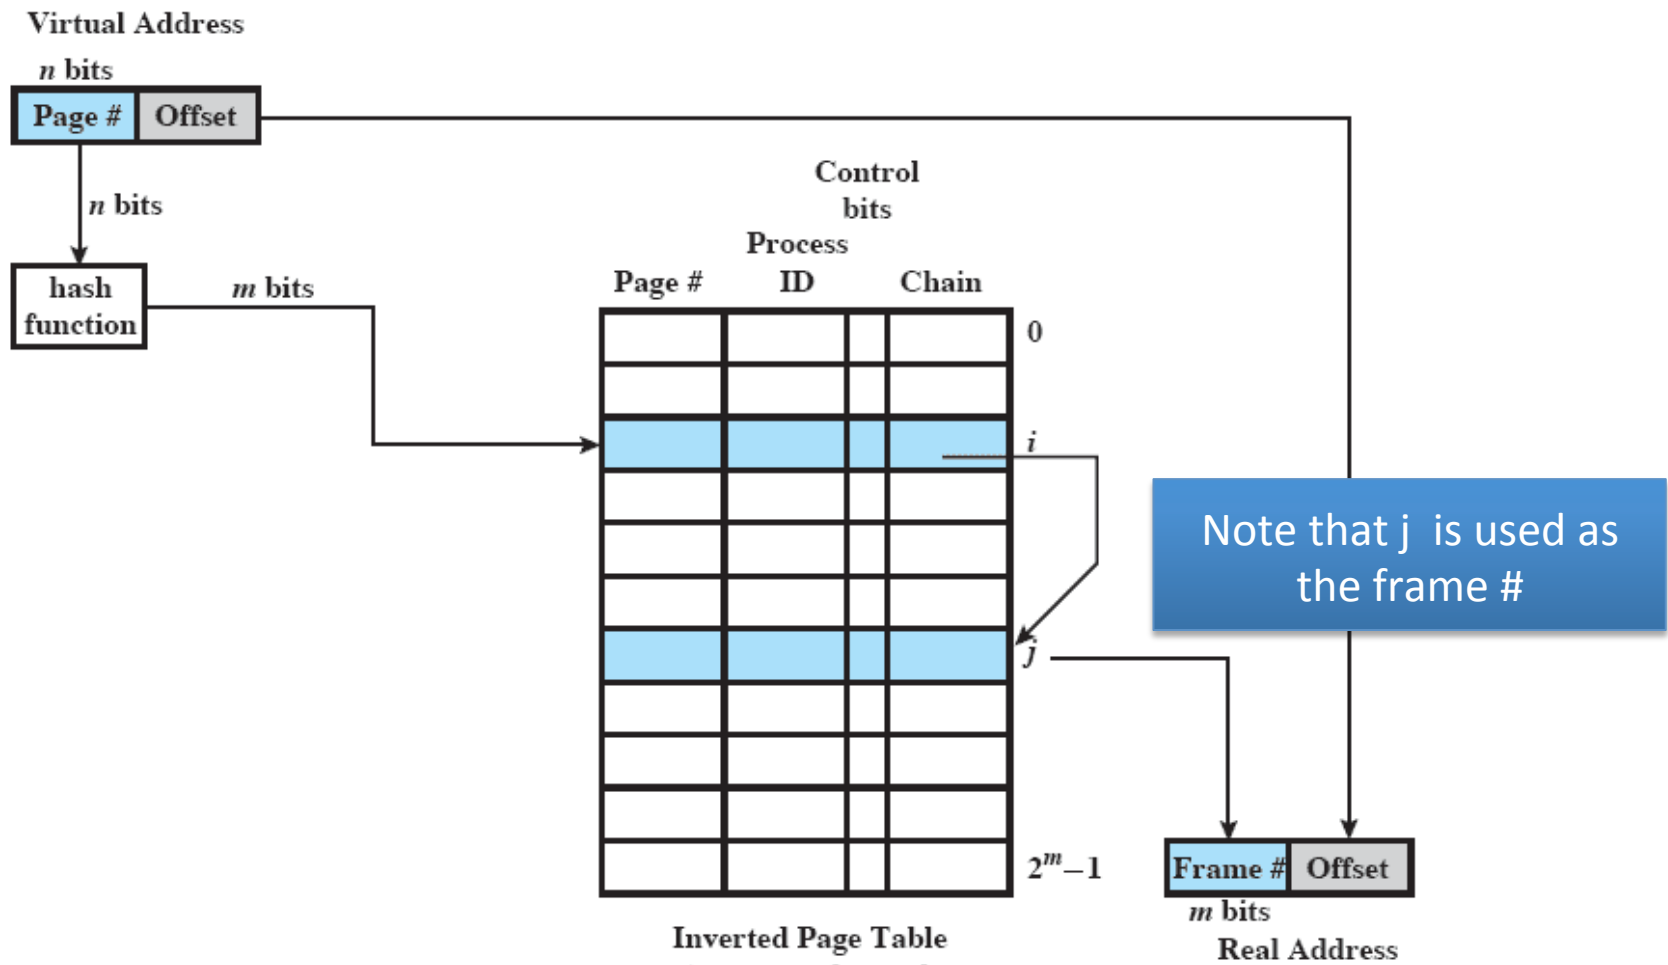 Virtual Address
n bits
Page # Offset
n bits
hash
function
m bits
Control
bits
Process
Page # ID Chain
0
i
Note that j is used as
the frame #
j
2^m–1
Frame # Offset
m bits
Inverted Page Table
Real Address